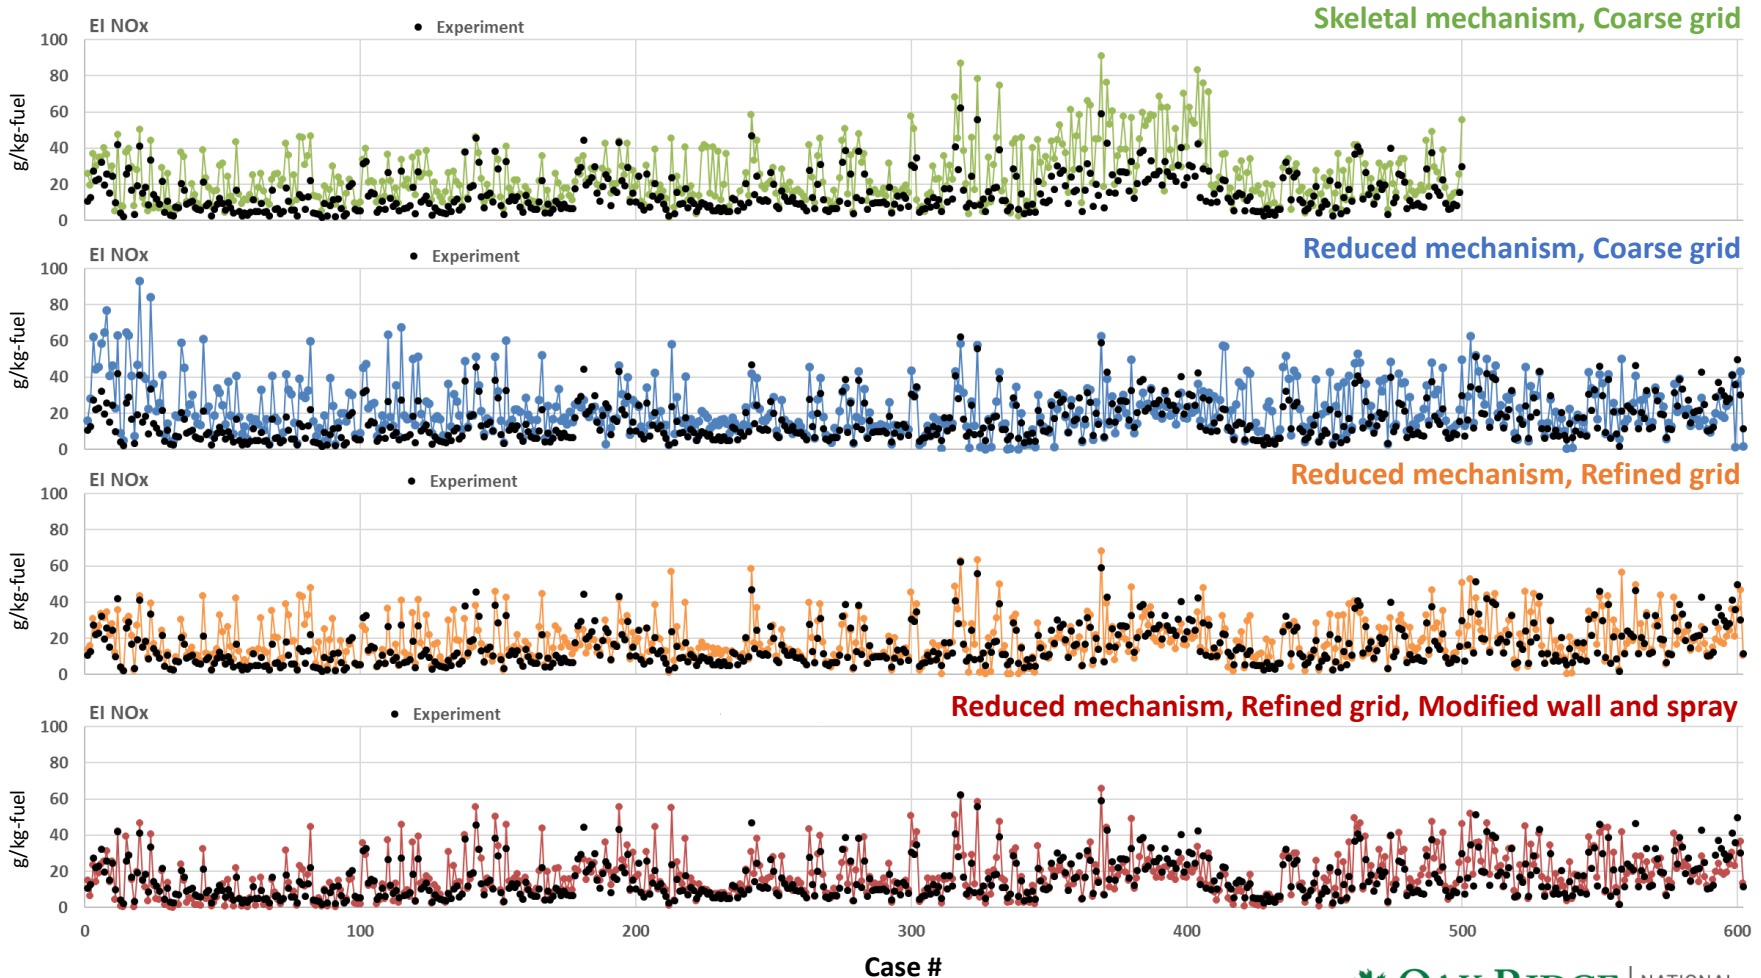 Skeletal mechanism, Coarse grid
EI NOx
Experiment
100
80
60
40
20
0
g/kg-fuel
Reduced mechanism, Coarse grid
EI NOx
Experiment
100
80
60
40
20
0
g/kg-fuel
Reduced mechanism, Refined grid
EI NOx
Experiment
100
80
60
40
20
0
g/kg-fuel
Reduced mechanism, Refined grid, Modified wall and spray
EI NOx
Experiment
100
80
60
40
20
0
g/kg-fuel
0 100 200 300 400 500 600
Case #
OAK RIDGE
NATIONAL